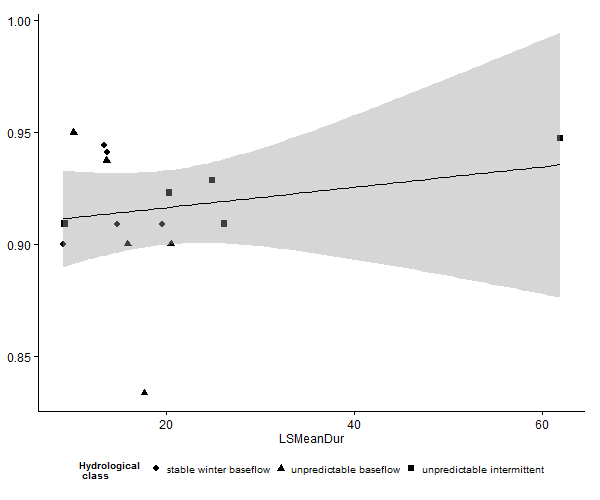 1.00
0.95
0.90
0.85
20 40 60
LSMeanDur
Hydrological
class
stable winter baseflow unpredictable baseflow unpredictable intermittent